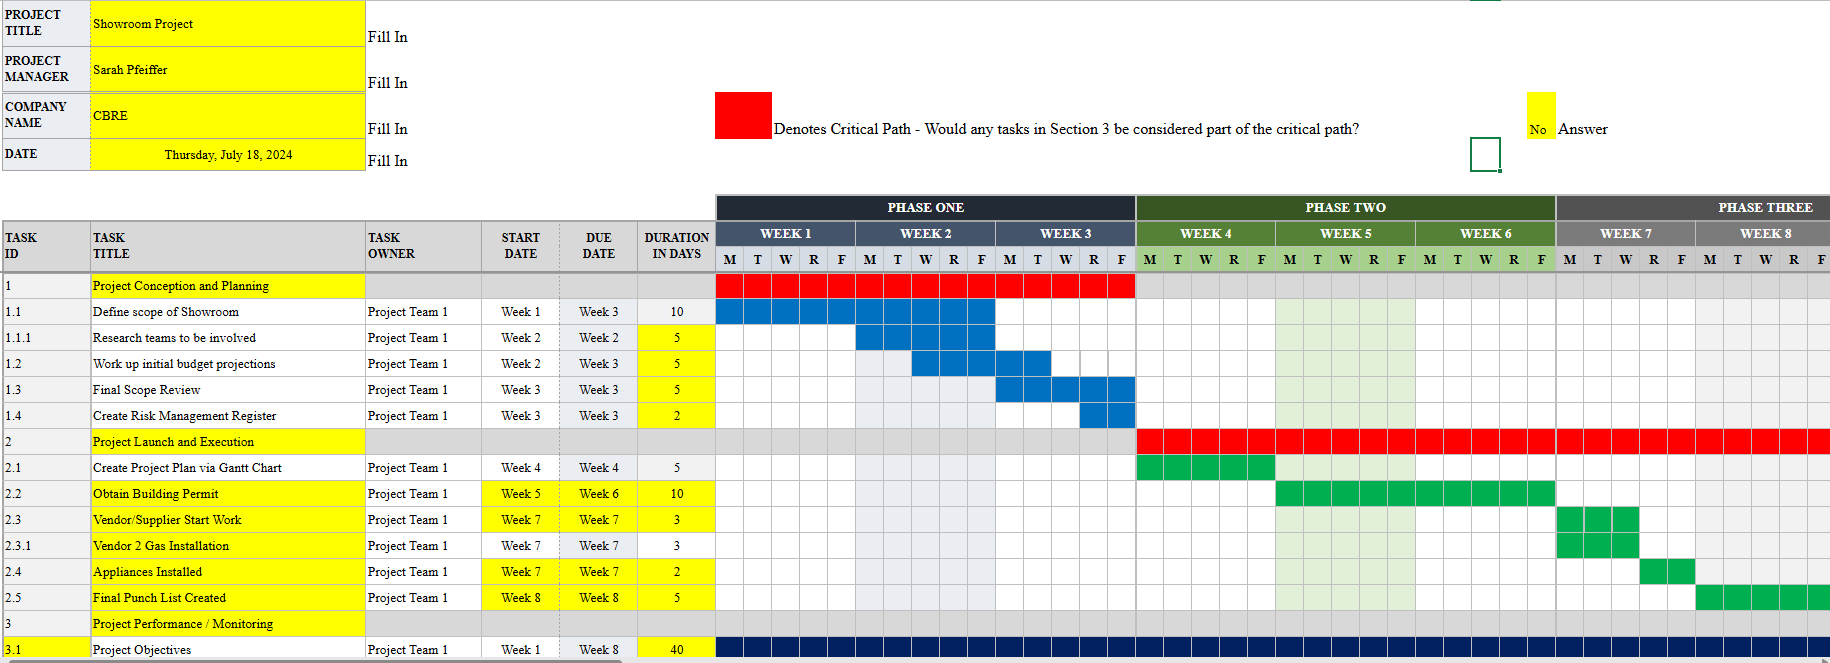 PROJECT TITLE Showroom Project Fill In
PROJECT MANAGER Sarah Pfeiffer Fill In
COMPANY NAME CBRE Fill In
Denotes Critical Path - Would any tasks in Section 3 be considered part of the critical path? No Answer
DATE Thursday, July 18, 2024 Fill In
PHASE ONE PHASE TWO PHASE THREE
TASK ID TASK TITLE TASK OWNER START DATE DUE DATE DURATION IN DAYS WEEK 1 WEEK 2 WEEK 3 WEEK 4 WEEK 5 WEEK 6 WEEK 7 WEEK 8
M T W R F M T W R F M T W R F M T W R F M T W R F M T W R F M T W R F M T W R F
1 Project Conception and Planning
1.1 Define scope of Showroom Project Team 1 Week 1 Week 3 10
1.1.1 Research teams to be involved Project Team 1 Week 2 Week 2 5
1.2 Work up initial budget projections Project Team 1 Week 2 Week 3 5
1.3 Final Scope Review Project Team 1 Week 3 Week 3 5
1.4 Create Risk Management Register Project Team 1 Week 3 Week 3 2
2 Project Launch and Execution
2.1 Create Project Plan via Gantt Chart Project Team 1 Week 4 Week 4 5
2.2 Obtain Building Permit Project Team 1 Week 5 Week 6 10
2.3 Vendor/Supplier Start Work Project Team 1 Week 7 Week 7 3
2.3.1 Vendor 2 Gas Installation Project Team 1 Week 7 Week 7 3
2.4 Appliances Installed Project Team 1 Week 7 Week 7 2
2.5 Final Punch List Created Project Team 1 Week 8 Week 8 5
3 Project Performance / Monitoring
3.1 Project Objectives Project Team 1 Week 1 Week 8 40